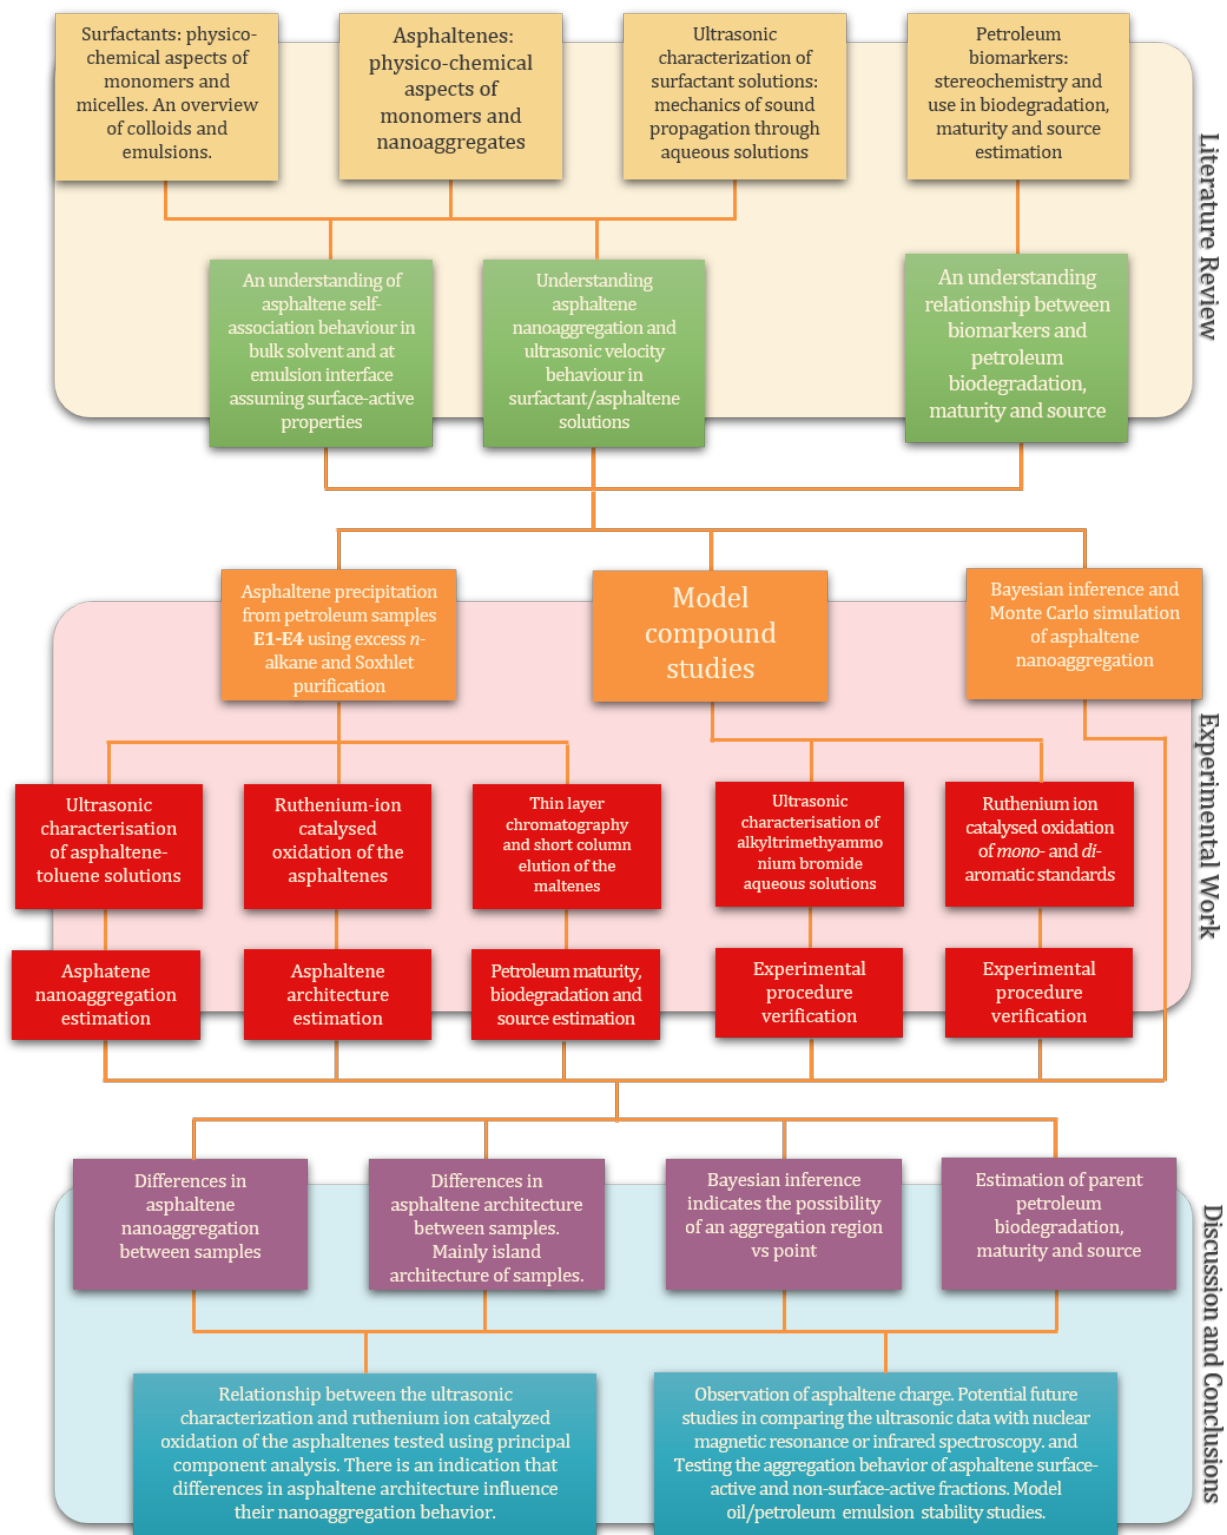 Surfactants: physico-
chemical aspects of
monomers and
micelles. An overview
of colloids and
emulsions.
Asphaltenes:
physico-chemical
aspects of
monomers and
nanoaggregates
Ultrasonic
characterization of
surfactant solutions:
mechanics of sound
propagation through
aqueous solutions
Petroleum
biomarkers:
stereochemistry and
use in biodegradation,
maturity and source
estimation
Literature Review
An understanding of
asphaltene self-
association behaviour in
bulk solvent and at
emulsion interface
assuming surface-active
properties
Understanding
asphaltene
nanoaggregation and
ultrasonic velocity
behaviour in
surfactant/asphaltene
solutions
An understanding
relationship between
biomarkers and
petroleum
biodegradation,
maturity and source
Asphaltene precipitation
from petroleum samples
E1-E4 using excess n-
alkane and Soxhlet
purification
Model
compound
studies
Bayesian inference and
Monte Carlo simulation
of asphaltene
nanoaggregation
Experimental Work
Ultrasonic
characterisation
of asphaltene-
toluene solutions
Ruthenium-ion
catalysed
oxidation of the
asphaltenes
Thin layer
chromatography
and short column
elution of the
maltenes
Ultrasonic
characterisation of
alkyltrimethyammo
nium bromide
aqueous solutions
Ruthenium ion
catalysed oxidation
of mono- and di-
aromatic standards
Asphatene
nanoaggregation
estimation
Asphaltene
architecture
estimation
Petroleum maturity,
biodegradation and
source estimation
Experimental
procedure
verification
Experimental
procedure
verification
Differences in
asphaltene
nanoaggregation
between samples
Differences in
asphaltene architecture
between samples.
Mainly island
architecture of samples.
Bayesian inference
indicates the possibility
of an aggregation region
vs point
Estimation of parent
petroleum
biodegradation,
maturity and source
Discussion and Conclusions
Relationship between the ultrasonic
characterization and ruthenium ion catalyzed
oxidation of the asphaltenes tested using principal
component analysis. There is an indication that
differences in asphaltene architecture influence
their nanoaggregation behavior.
Observation of asphaltene charge. Potential future
studies in comparing the ultrasonic data with nuclear
magnetic resonance or infrared spectroscopy. and
Testing the aggregation behavior of asphaltene surface-
active and non-surface-active fractions. Model
oil/petroleum emulsion stability studies.